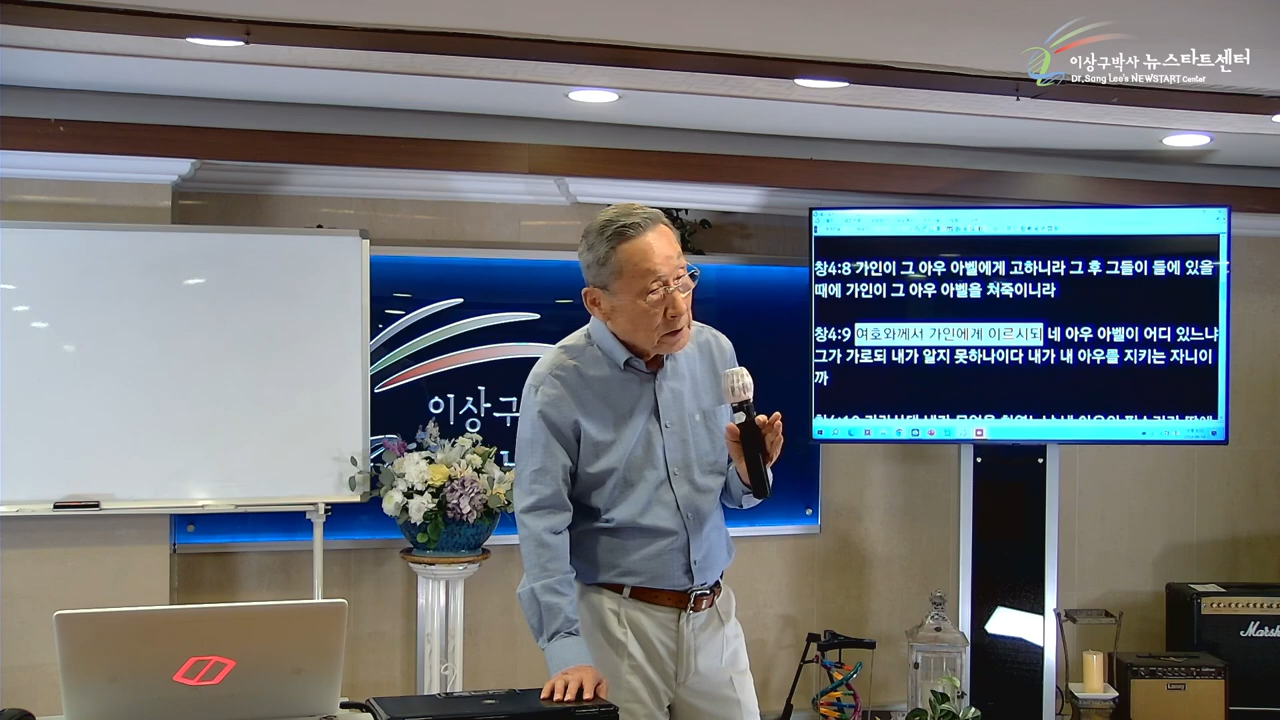 이상구박사 뉴스타트센터
Dr. Sang Lee's NEWSTART Center
창4:8 가인이 그 아우 아벨에게 고하니라 그 후 그들이 들에 있을
때에 가인이 그 아우 아벨을 쳐죽이니라
창4:9 여호와께서 가인에게 이르시되 네 아우 아벨이 어디 있느냐
그가 가로되 내가 알지 못하나이다 내가 내 아우를 지키는 자니이
까
이상구
Marsh
Laney